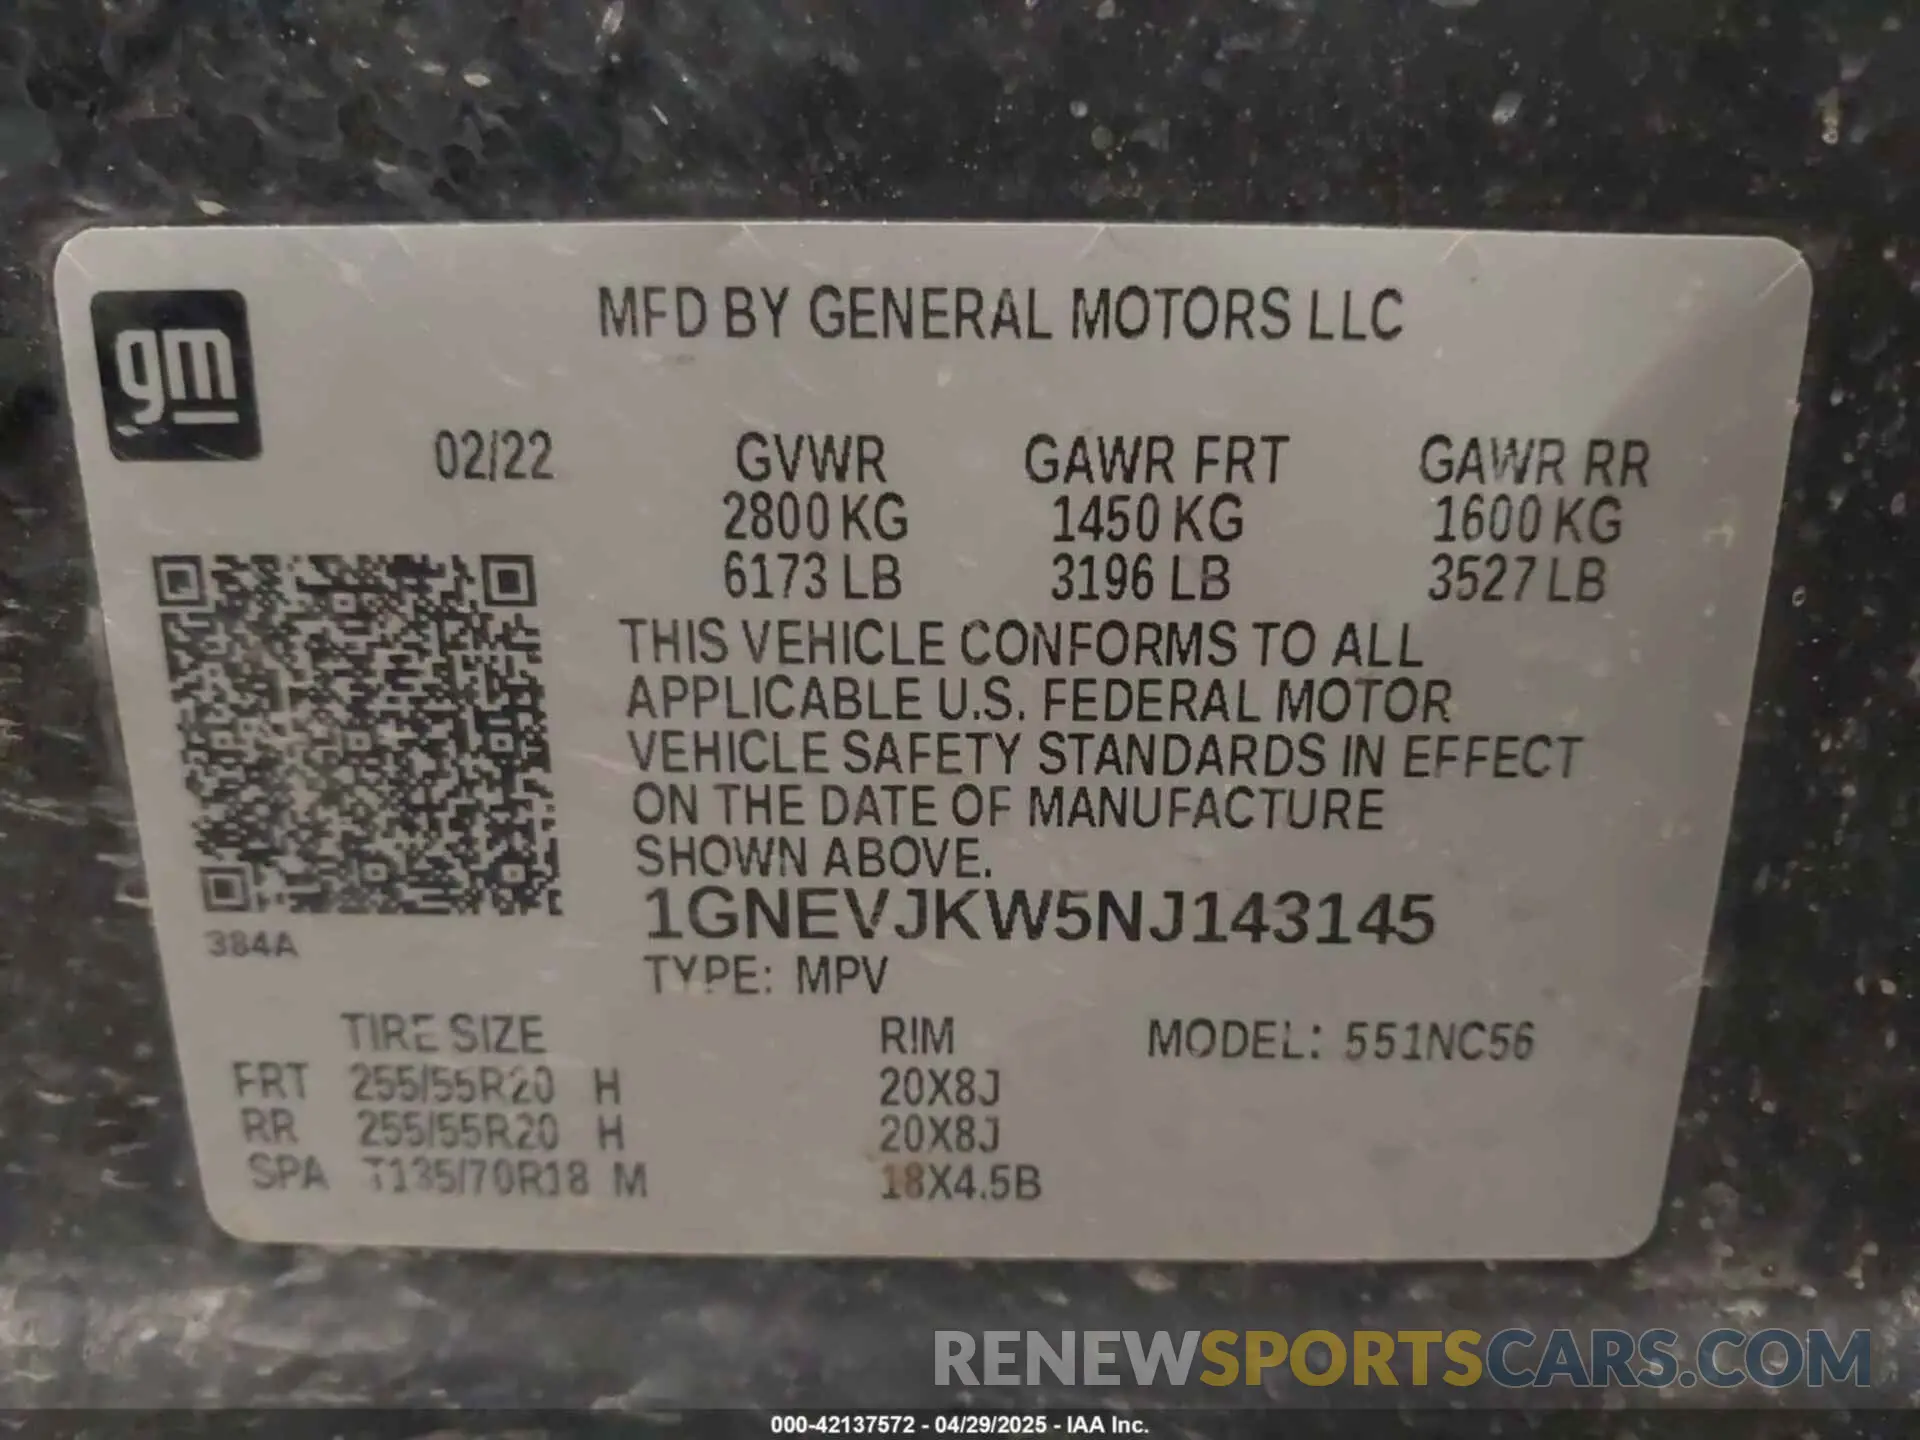 gm
MFD BY GENERAL MOTORS LLC
02/22 GVWR GAWR FRT GAWR RR
2800 KG 1450 KG 1600 KG
6173 LB 3196 LB 3527 LB
THIS VEHICLE CONFORMS TO ALL
APPLICABLE U.S. FEDERAL MOTOR
VEHICLE SAFETY STANDARDS IN EFFECT
ON THE DATE OF MANUFACTURE
SHOWN ABOVE.
1GNEVJKW5NJ143145
384A
TYPE: MPV
TIRE SIZE RIM MODEL: 551NC56
FRT 255/55R20 H 20X8J
RR 255/55R20 H 20X8J
SPA T135/70R18 M 18X4.5B
RENEWSPORTSCARS.COM
000-42137572 - 04/29/2025 - IAA Inc.